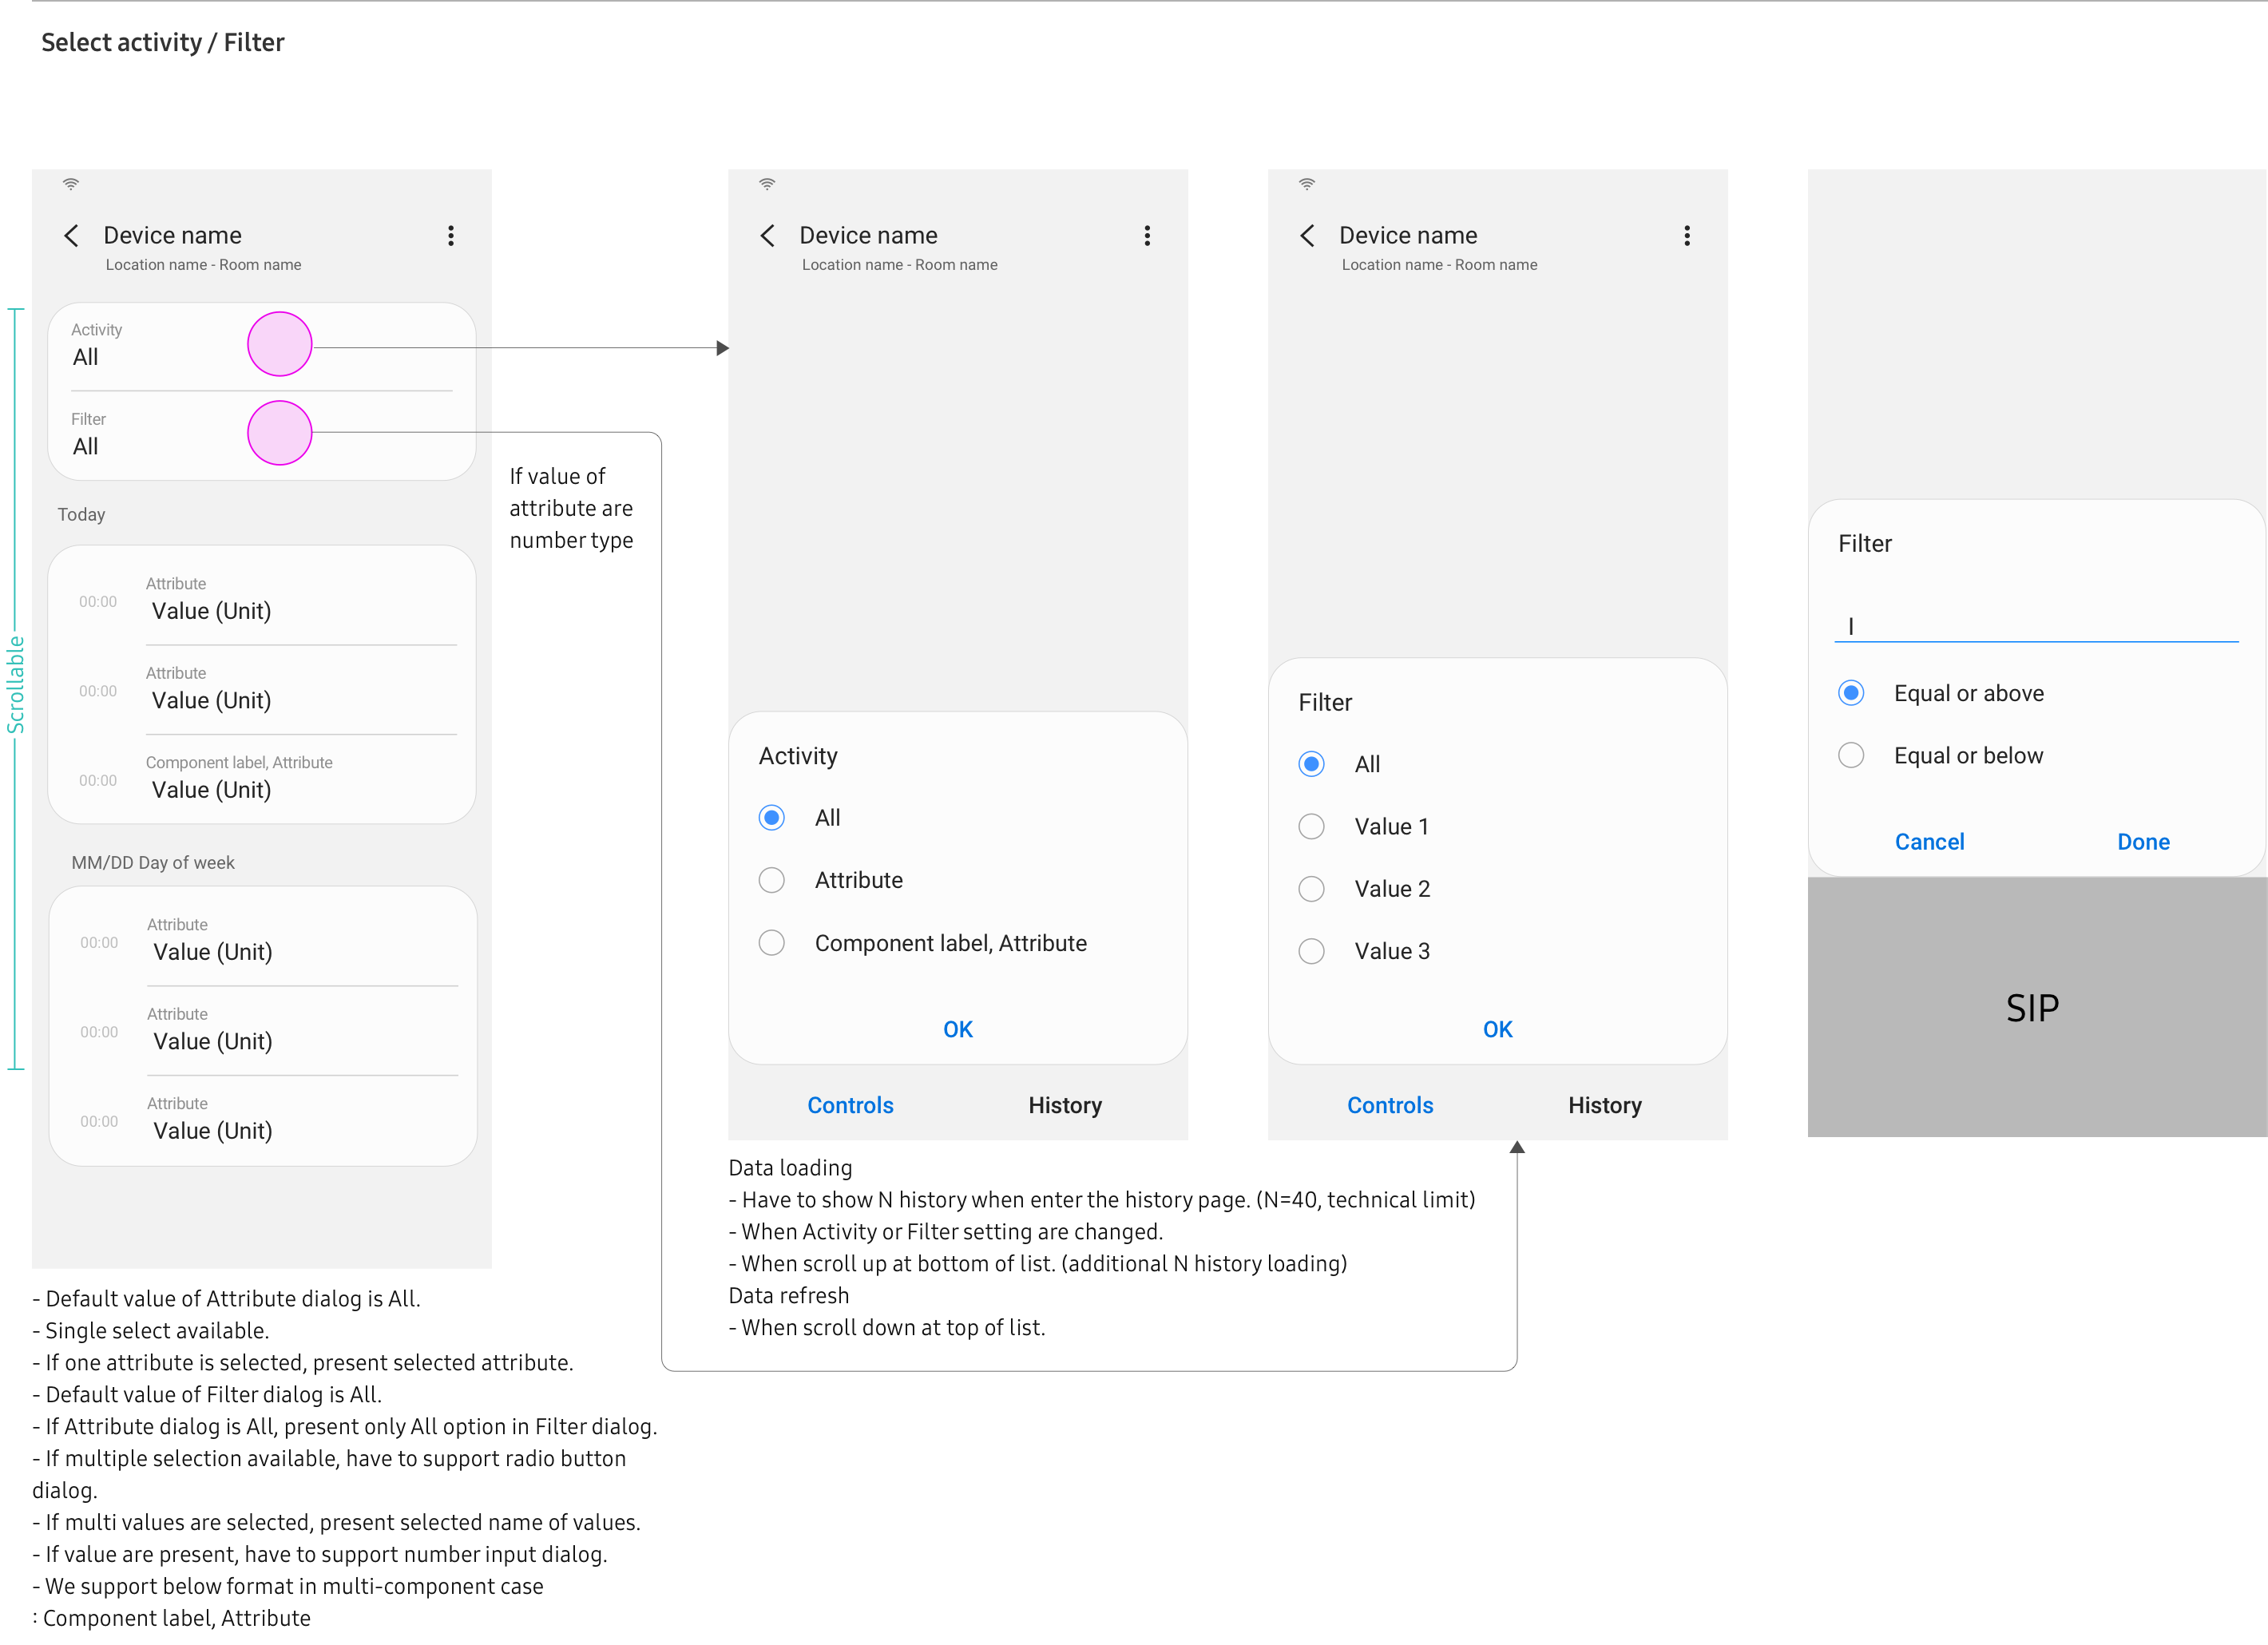 Select activity / Filter
Device name
Location name - Room name
Activity
All
Filter
All
Today
00:00
Attribute
Value (Unit)
00:00
Attribute
Value (Unit)
00:00
Component label, Attribute
Value (Unit)
MM/DD Day of week
00:00
Attribute
Value (Unit)
00:00
Attribute
Value (Unit)
00:00
Attribute
Value (Unit)
Scrollable
If value of
attribute are
number type
- Default value of Attribute dialog is All.
- Single select available.
- If one attribute is selected, present selected attribute.
- Default value of Filter dialog is All.
- If Attribute dialog is All, present only All option in Filter dialog.
- If multiple selection available, have to support radio button
dialog.
- If multi values are selected, present selected name of values.
- If value are present, have to support number input dialog.
- We support below format in multi-component case
: Component label, Attribute
Device name
Location name - Room name
Activity
All
Attribute
Component label, Attribute
OK
Controls
History
Data loading
- Have to show N history when enter the history page. (N=40, technical limit)
- When Activity or Filter setting are changed.
- When scroll up at bottom of list. (additional N history loading)
Data refresh
- When scroll down at top of list.
Device name
Location name - Room name
Filter
All
Value 1
Value 2
Value 3
OK
Controls
History
Filter
Equal or above
Equal or below
Cancel
Done
SIP